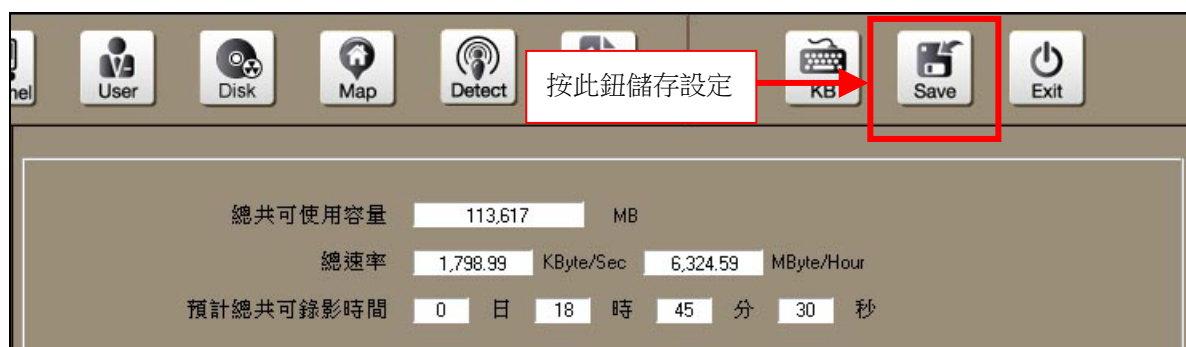 nel
User
Disk
Map
Detect
按此鈕儲存設定
KB
Save
Exit
總共可使用容量 113,617 MB
總速率 1,798.99 KByte/Sec 6,324.59 MByte/Hour
預計總共可錄影時間 0 日 18 時 45 分 30 秒